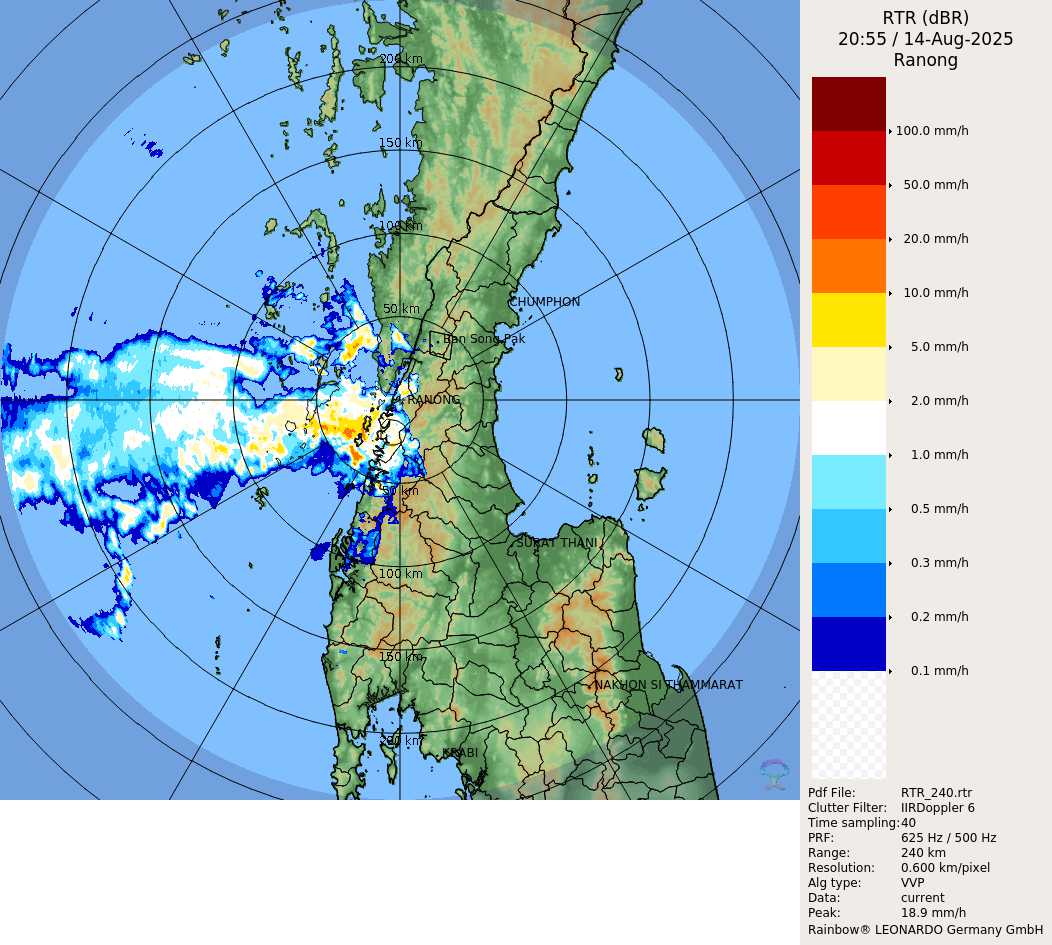 RTR (dBR)
20:55 / 14-Aug-2025
Ranong
200 km
150 km
100 km
50 km
CHUMPHON
Ban Song Pak
RANONG
50 km
SURAT THANI
100 km
150 km
NAKHON SI THAMMARAT
200 km
KRABI
100.0 mm/h
50.0 mm/h
20.0 mm/h
10.0 mm/h
5.0 mm/h
2.0 mm/h
1.0 mm/h
0.5 mm/h
0.3 mm/h
0.2 mm/h
0.1 mm/h
Pdf File: RTR_240.rtr
Clutter Filter: IIRDoppler 6
Time sampling:40
PRF: 625 Hz / 500 Hz
Range: 240 km
Resolution: 0.600 km/pixel
Alg type: VVP
Data: current
Peak: 18.9 mm/h
Rainbow® LEONARDO Germany GmbH